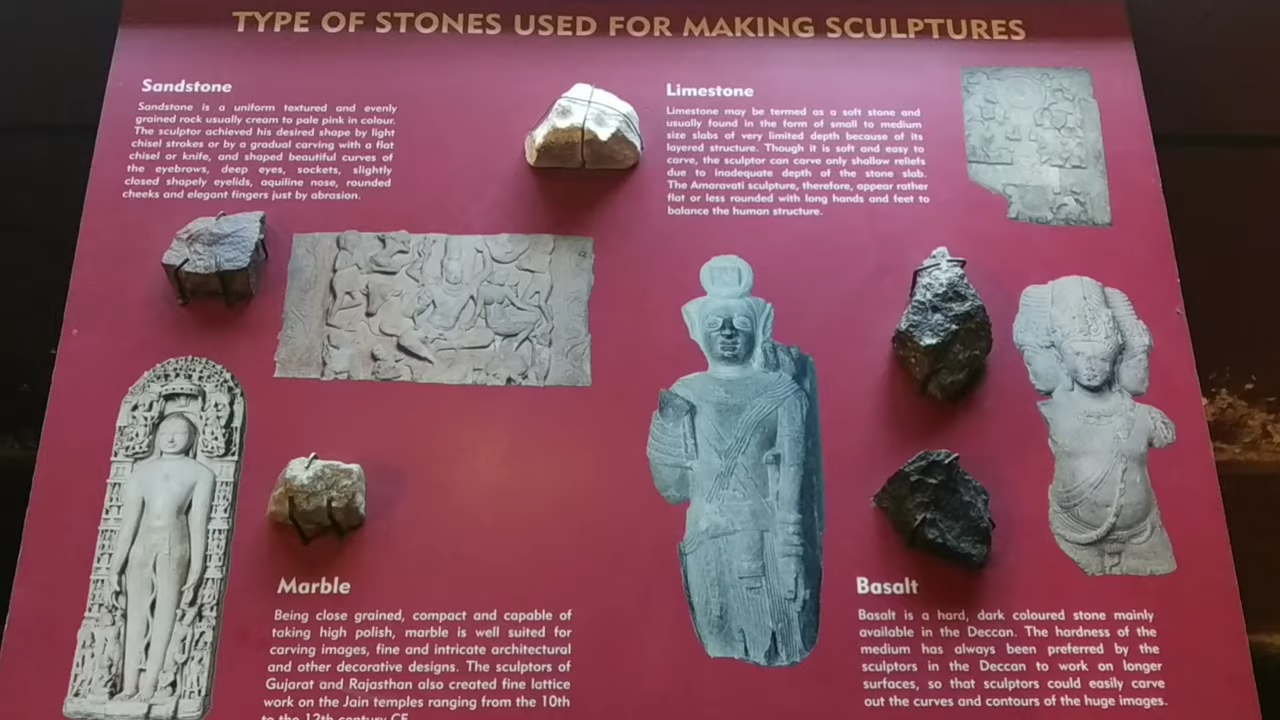 TYPE OF STONES USED FOR MAKING SCULPTURES
Sandstone
Sandstone is a uniform textured and evenly
grained rock usually cream to pale pink in colour.
The sculptor achieved his desired shape by light
chisel strokes or by a gradual carving with a flat
chisel or knife, and shaped beautiful curves of
the eyebrows, deep eyes, sockets, slightly
closed shapely eyelids, aquiline nose, rounded
cheeks and elegant fingers just by abrasion.
Limestone
Limestone may be termed as a soft stone and
usually found in the form of small to medium
size slabs of very limited depth because of its
layered structure. Though it is soft and easy to
carve, the sculptor can carve only shallow reliefs
due to inadequate depth of the stone slab.
The Amaravati sculpture, therefore, appear rather
flat or less rounded with long hands and feet to
balance the human structure.
Marble
Being close grained, compact and capable of
taking high polish, marble is well suited for
carving images, fine and intricate architectural
and other decorative designs. The sculptors of
Gujarat and Rajasthan also created fine lattice
work on the Jain temples ranging from the 10th
to the 12th century CE.
Basalt
Basalt is a hard, dark coloured stone mainly
available in the Deccan. The hardness of the
medium has always been preferred by the
sculptors in the Deccan to work on longer
surfaces, so that sculptors could easily carve
out the curves and contours of the huge images.